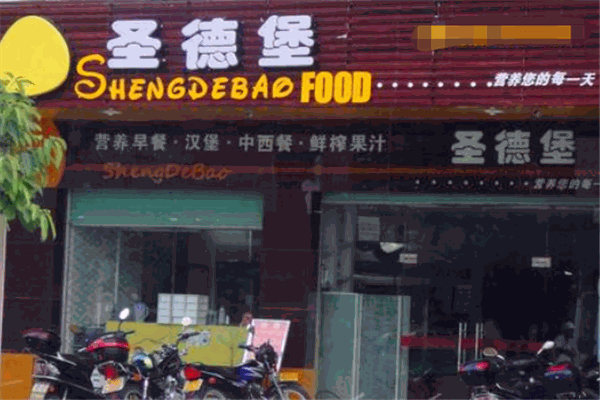 圣德堡
SHENGDEBAO FOOD
营养您的每一天
营养早餐·汉堡·中西餐·鲜榨果汁
ShengDeBao
圣德堡
营养您的每一